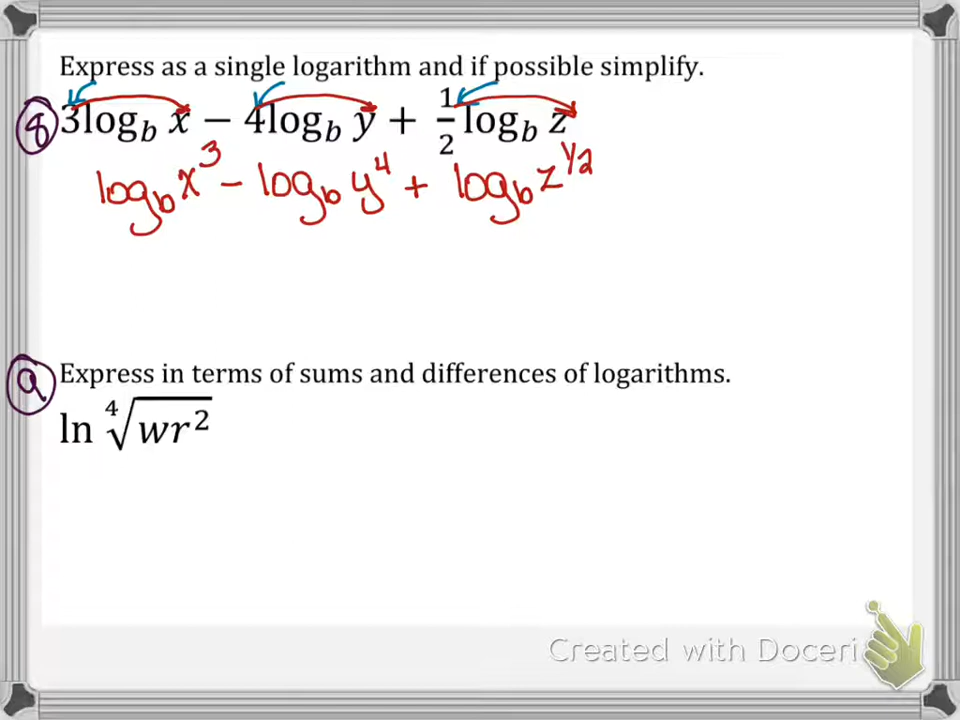 Express as a single logarithm and if possible simplify.
8 3log_b x − 4log_b y + 1/2 log_b z
log_b x^3 − log_b y^4 + log_b z^1/2
9 Express in terms of sums and differences of logarithms.
ln ∜(wr²)
Created with Doceri